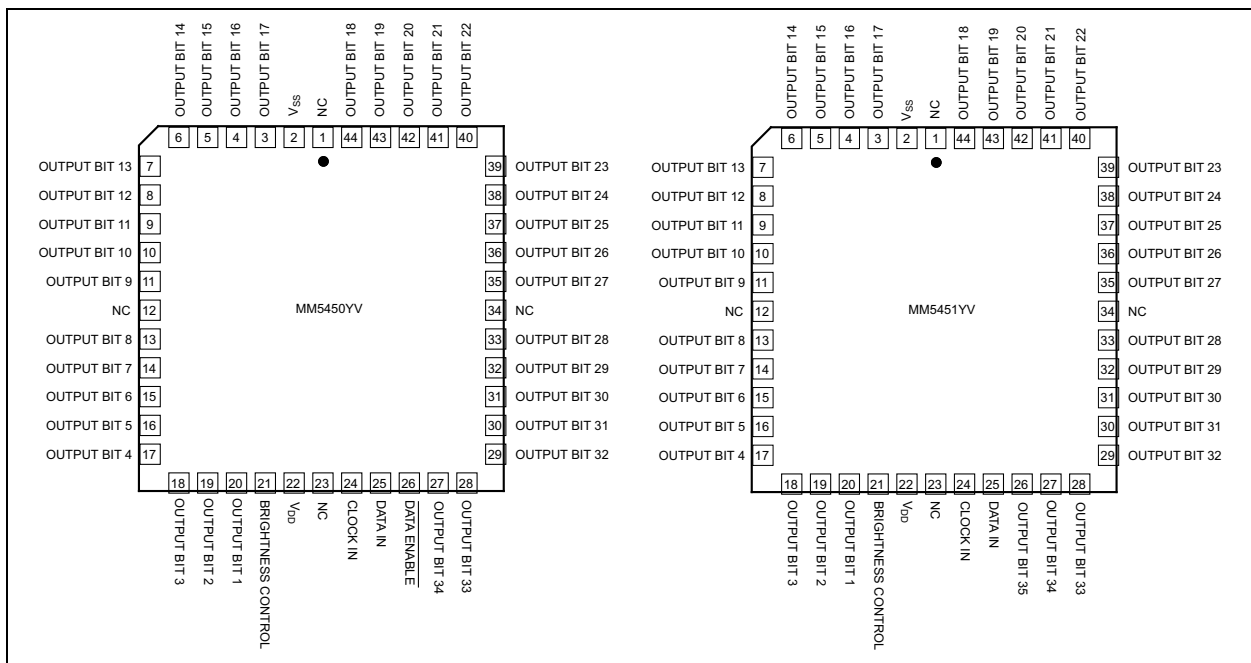 OUTPUT BIT 14
OUTPUT BIT 15
OUTPUT BIT 16
OUTPUT BIT 17
VSS
NC
OUTPUT BIT 18
OUTPUT BIT 19
OUTPUT BIT 20
OUTPUT BIT 21
OUTPUT BIT 22
6 5 4 3 2 1 44 43 42 41 40
OUTPUT BIT 13 7
OUTPUT BIT 12 8
OUTPUT BIT 11 9
OUTPUT BIT 10 10
OUTPUT BIT 9 11
NC 12
OUTPUT BIT 8 13
OUTPUT BIT 7 14
OUTPUT BIT 6 15
OUTPUT BIT 5 16
OUTPUT BIT 4 17
MM5450YV
39 OUTPUT BIT 23
38 OUTPUT BIT 24
37 OUTPUT BIT 25
36 OUTPUT BIT 26
35 OUTPUT BIT 27
34 NC
33 OUTPUT BIT 28
32 OUTPUT BIT 29
31 OUTPUT BIT 30
30 OUTPUT BIT 31
29 OUTPUT BIT 32
18 19 20 21 22 23 24 25 26 27 28
OUTPUT BIT 3
OUTPUT BIT 2
OUTPUT BIT 1
BRIGHTNESS CONTROL
VDD
NC
CLOCK IN
DATA IN
DATA ENABLE
OUTPUT BIT 34
OUTPUT BIT 33
OUTPUT BIT 14
OUTPUT BIT 15
OUTPUT BIT 16
OUTPUT BIT 17
VSS
NC
OUTPUT BIT 18
OUTPUT BIT 19
OUTPUT BIT 20
OUTPUT BIT 21
OUTPUT BIT 22
6 5 4 3 2 1 44 43 42 41 40
OUTPUT BIT 13 7
OUTPUT BIT 12 8
OUTPUT BIT 11 9
OUTPUT BIT 10 10
OUTPUT BIT 9 11
NC 12
OUTPUT BIT 8 13
OUTPUT BIT 7 14
OUTPUT BIT 6 15
OUTPUT BIT 5 16
OUTPUT BIT 4 17
MM5451YV
39 OUTPUT BIT 23
38 OUTPUT BIT 24
37 OUTPUT BIT 25
36 OUTPUT BIT 26
35 OUTPUT BIT 27
34 NC
33 OUTPUT BIT 28
32 OUTPUT BIT 29
31 OUTPUT BIT 30
30 OUTPUT BIT 31
29 OUTPUT BIT 32
18 19 20 21 22 23 24 25 26 27 28
OUTPUT BIT 3
OUTPUT BIT 2
OUTPUT BIT 1
BRIGHTNESS CONTROL
VDD
NC
CLOCK IN
DATA IN
OUTPUT BIT 35
OUTPUT BIT 34
OUTPUT BIT 33